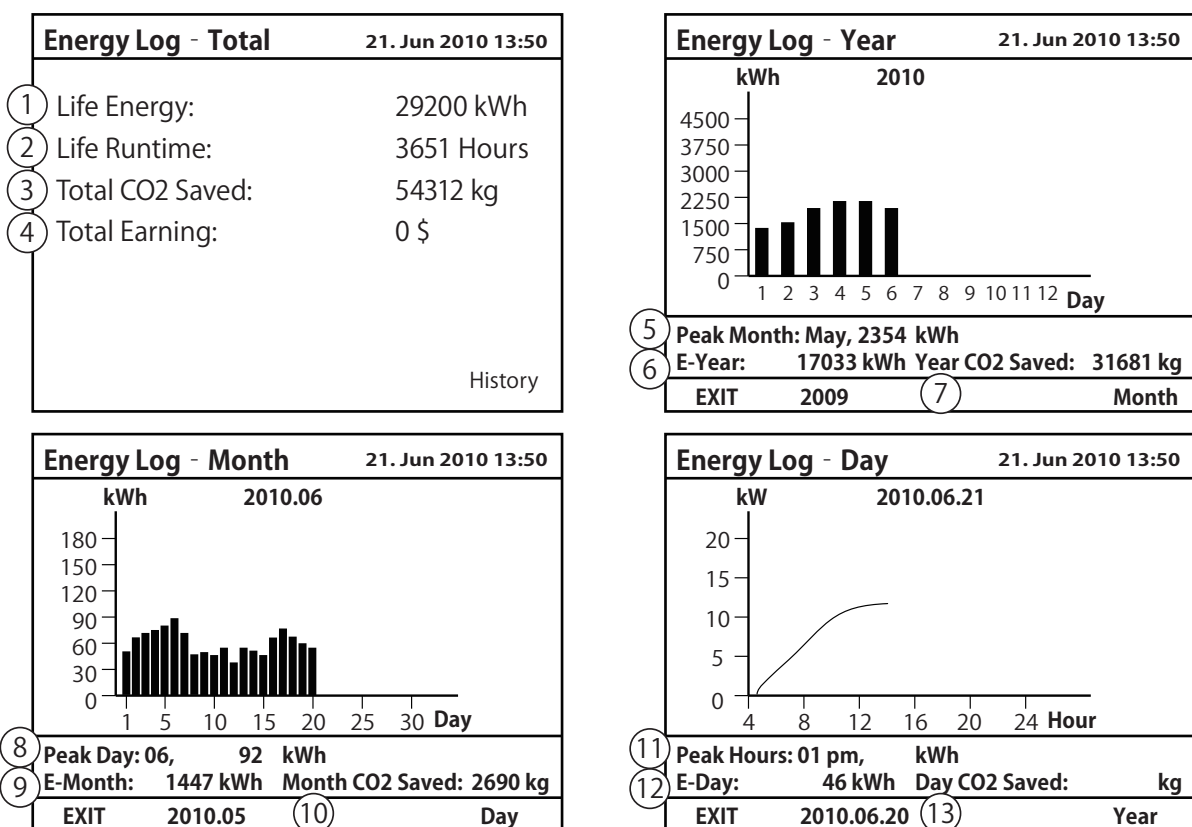 Energy Log - Total 21. Jun 2010 13:50
1 Life Energy: 29200 kWh
2 Life Runtime: 3651 Hours
3 Total CO2 Saved: 54312 kg
4 Total Earning: 0 $
History
Energy Log - Year 21. Jun 2010 13:50
kWh 2010
4500
3750
3000
2250
1500
750
0
1 2 3 4 5 6 7 8 9 10 11 12 Day
5 Peak Month: May, 2354 kWh
6 E-Year: 17033 kWh Year CO2 Saved: 31681 kg
EXIT 2009 7 Month
Energy Log - Month 21. Jun 2010 13:50
kWh 2010.06
180
150
120
90
60
30
0
1 5 10 15 20 25 30 Day
8 Peak Day: 06, 92 kWh
9 E-Month: 1447 kWh Month CO2 Saved: 2690 kg
EXIT 2010.05 10 Day
Energy Log - Day 21. Jun 2010 13:50
kW 2010.06.21
20
15
10
5
0
4 8 12 16 20 24 Hour
11 Peak Hours: 01 pm, kWh
12 E-Day: 46 kWh Day CO2 Saved: kg
EXIT 2010.06.20 13 Year